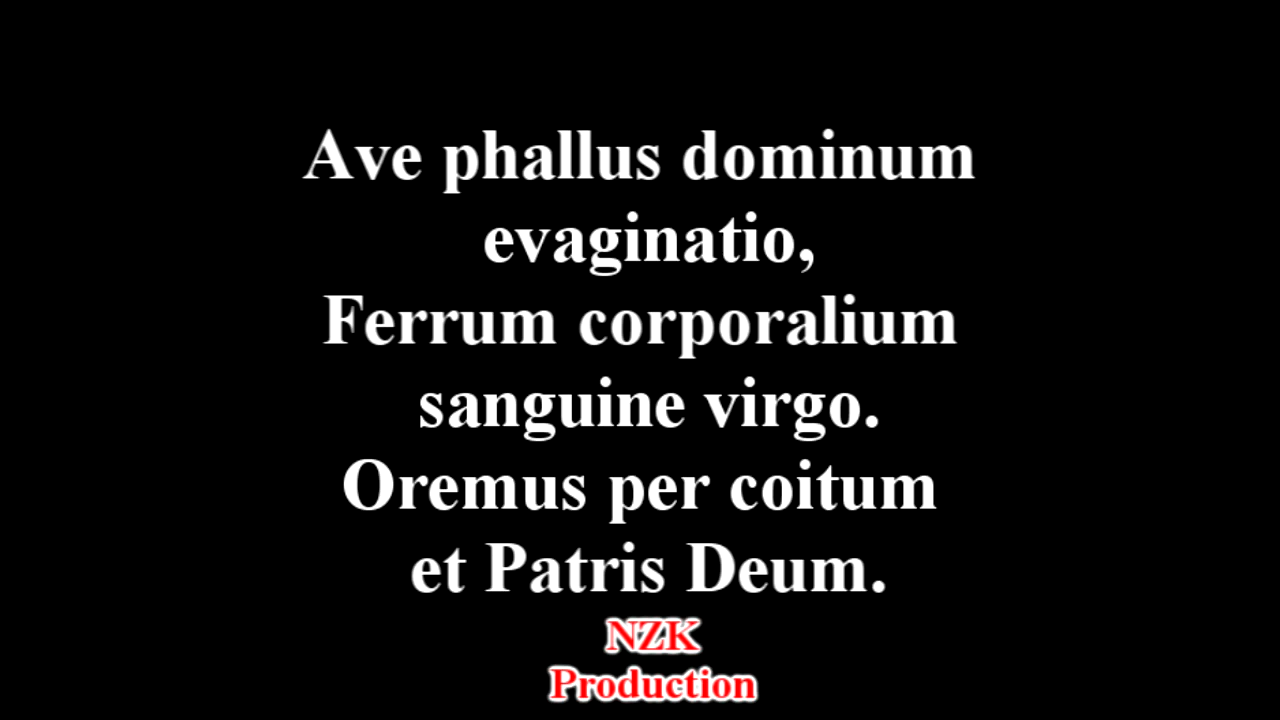 Ave phallus dominum
evaginatio,
Ferrum corporalium
sanguine virgo.
Oremus per coitum
et Patris Deum.
NZK
Production